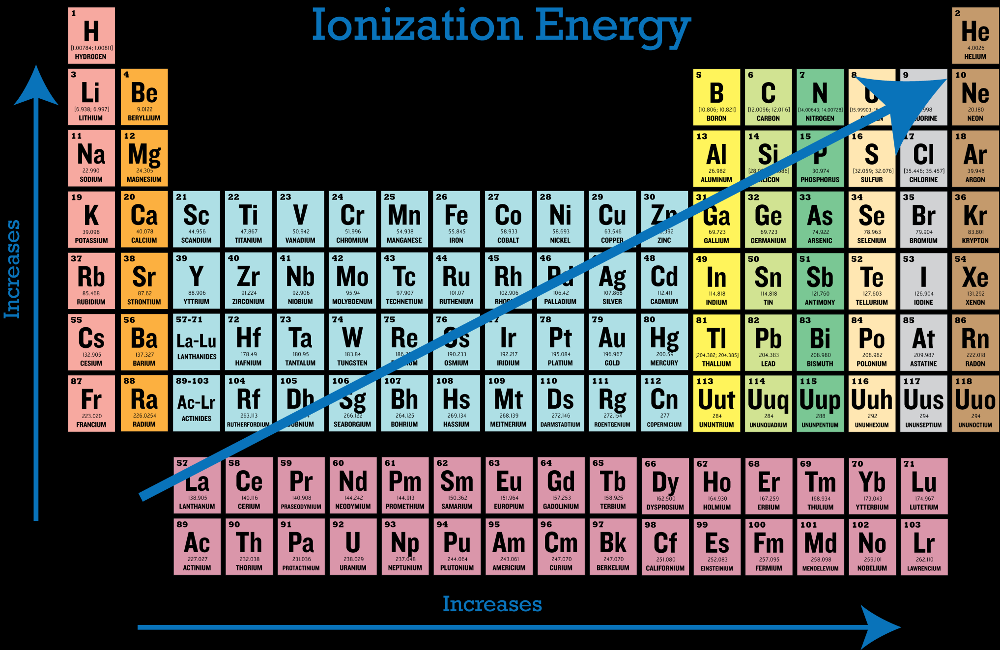 Ionization Energy
1 2
H He
[1.00784; 1.00811] 4.0026
HYDROGEN HELIUM
3 4 5 6 7 8 9 10
Li Be B C N Ne
[6.938; 6.997] 9.0122 [10.806; 10.821] [12.0096; 12.0116] [14.00643; 14.00728] 20.180
LITHIUM BERYLLIUM BORON CARBON NITROGEN NEON
11 12 13 14 15 16 17 18
Na Mg Al Si P S Cl Ar
22.990 24.305 26.982 30.974 [32.059; 32.076] [35.446; 35.457] 39.948
SODIUM MAGNESIUM ALUMINUM SILICON PHOSPHORUS SULFUR CHLORINE ARGON
19 20 21 22 23 24 25 26 27 28 29 30 31 32 33 34 35 36
K Ca Sc Ti V Cr Mn Fe Co Ni Cu Zn Ga Ge As Se Br Kr
39.098 40.078 44.956 47.867 50.942 51.996 54.938 55.845 58.933 58.693 63.546 69.723 69.723 74.922 78.963 79.904 83.801
POTASSIUM CALCIUM SCANDIUM TITANIUM VANADIUM CHROMIUM MANGANESE IRON COBALT NICKEL COPPER ZINC GALLIUM GERMANIUM ARSENIC SELENIUM BROMIUM KRYPTON
37 38 39 40 41 42 43 44 45 46 48 49 50 51 52 53 54
Rb Sr Y Zr Nb Mo Tc Ru Rh Pd Ag Cd In Sn Sb Te I Xe
85.468 87.62 88.906 91.224 92.906 95.94 97.907 101.07 102.906 106.42 107.868 112.411 114.818 114.818 121.760 127.603 126.904 131.292
RUBIDIUM STRONTIUM YTTRIUM ZIRCONIUM NIOBIUM MOLYBDENUM TECHNETIUM RUTHENIUM PALLADIUM SILVER CADMIUM INDIUM TIN ANTIMONY TELLURIUM IODINE XENON
55 56 57-71 72 73 74 75 76 78 79 80 81 82 83 84 85 86
Cs Ba La-Lu Hf Ta W Re Os Ir Pt Au Hg Tl Pb Bi Po At Rn
132.905 137.327 178.49 180.95 183.84 190.233 192.217 195.084 196.967 200.59 [204.382; 204.385] 204.383 208.980 208.982 209.987 222.018
CESIUM BARIUM LANTHANIDES HAFNIUM TANTALUM TUNGSTEN OSMIUM IRIDIUM PLATIUM GOLD MERCURY THALLIUM LEAD BISMUTH POLONIUM ASTATINE RADON
87 88 89-103 104 105 106 107 108 109 110 111 112 113 114 115 116 117 118
Fr Ra Ac-Lr Rf Db Sg Bh Hs Mt Ds Rg Cn Uut Uuq Uup Uuh Uus Uuo
223.020 226.0254 263.113 266.122 264.125 269.134 268.139 272.146 272.154 277 284 284 288 292 294 294
FRANCIUM RADIUM ACTINIDES RUTHERFORDIUM DUBNIUM SEABORGIUM BOHRIUM HASSIUM MEITNERIUM DARMSTADTIUM ROENTGENIUM COPERNICIUM UNUNTRIUM UNUNQUADIUM UNUNPENTIUM UNUNHEXIUM UNUNSEPTIUM UNUNOCTIUM
57 58 59 60 61 62 63 64 65 66 67 68 69 70 71
La Ce Pr Nd Pm Sm Eu Gd Tb Dy Ho Er Tm Yb Lu
138.905 140.116 140.908 144.242 144.913 150.362 151.964 157.253 158.925 162.500 164.930 167.259 168.934 173.043 174.967
LANTHANUM CERIUM PRASEODYMIUM NEODYMIUM PROMETHIUM SAMARIUM EUROPIUM GADOLINIUM TERBIUM DYSPROSIUM HOLMIUM ERBIUM THULIUM YTTERBIUM LUTETIUM
89 90 91 92 93 94 95 96 97 98 99 100 101 102 103
Ac Th Pa U Np Pu Am Cm Bk Cf Es Fm Md No Lr
227.027 232.038 231.036 238.029 237.048 244.064 243.061 247.070 247.070 251.080 252.083 257.095 258.098 259.101 262.110
ACTINIUM THORIUM PROTACTINIUM URANIUM NEPTUNIUM PLUTONIUM AMERICIUM CURIUM BERKELIUM CALIFORNIUM EINSTEINIUM FERMIUM MENDELEVIUM NOBELIUM LAWRENCIUM
Increases
Increases